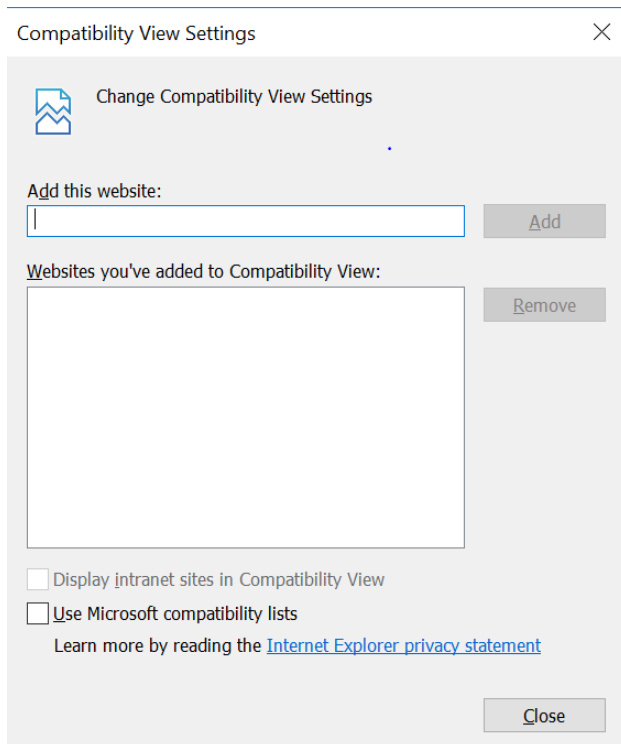 Compatibility View Settings
Change Compatibility View Settings
Add this website:
Add
Websites you've added to Compatibility View:
Remove
Display intranet sites in Compatibility View
Use Microsoft compatibility lists
Learn more by reading the Internet Explorer privacy statement
Close